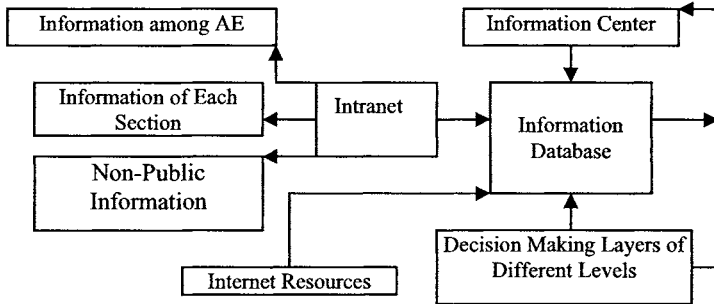 Information among AE
Information Center
Information of Each
Section
Intranet
Information
Database
Non-Public
Information
Decision Making Layers of
Different Levels
Internet Resources